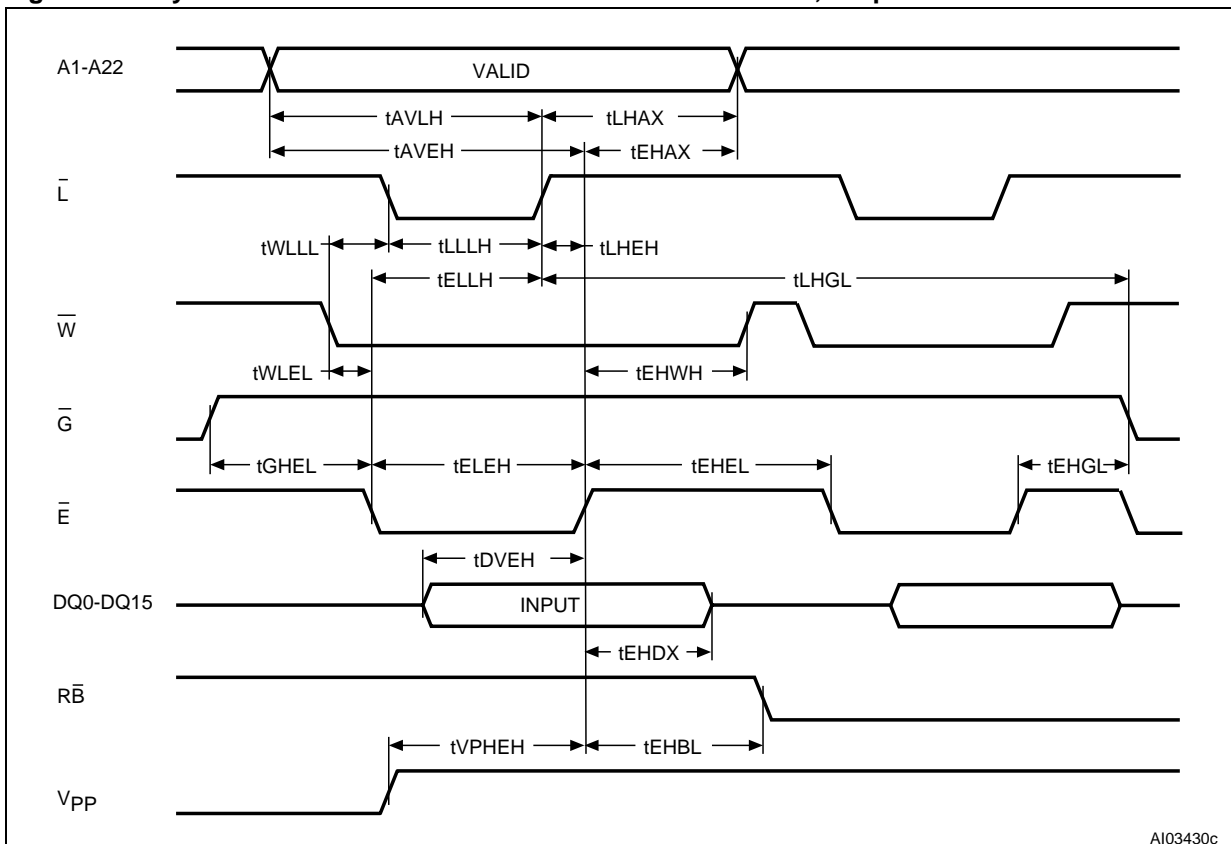 A1-A22
VALID
tAVLH
tLHAX
tAVEH
tEHAX
L̅
tWLLL
tLLLH
tLHEH
tELLH
tLHGL
W̅
tWLEL
tEHWH
G̅
tGHEL
tELEH
tEHEL
tEHGL
E̅
tDVEH
DQ0-DQ15
INPUT
tEHDX
RB̅
tVPHEH
tEHBL
VPP
AI03430c